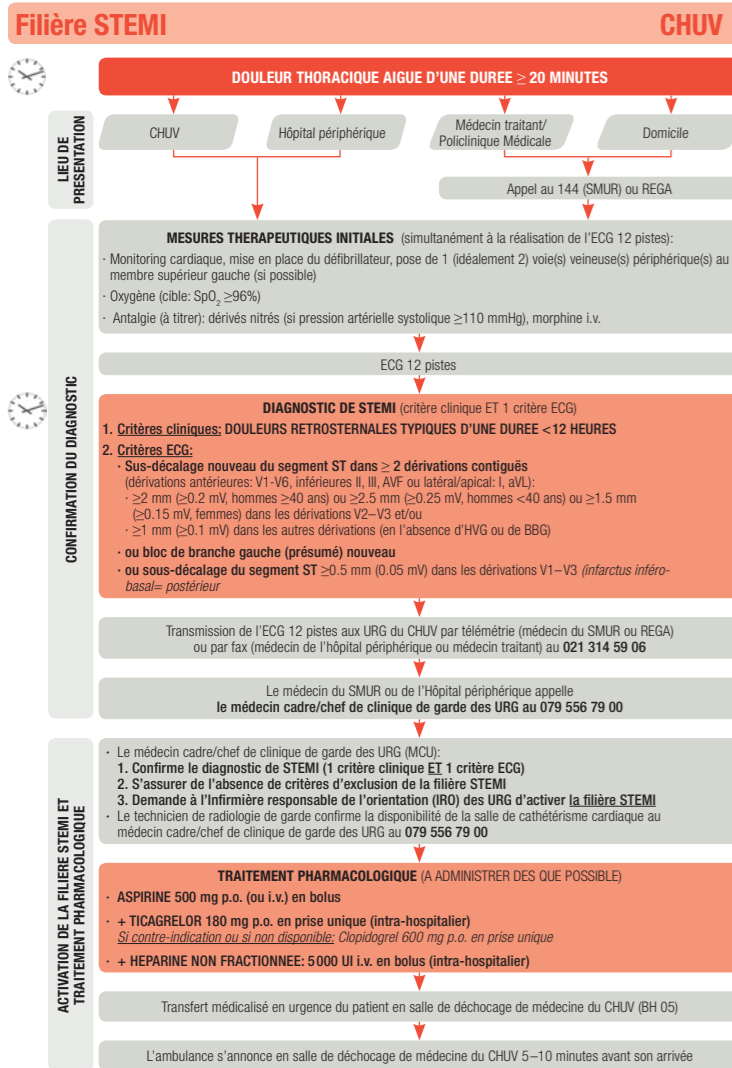 Filière STEMI CHUV
DOULEUR THORACIQUE AIGUE D'UNE DUREE ≥ 20 MINUTES
LIEU DE
PRESENTATION
CHUV
Hôpital périphérique
Médecin traitant/
Policlinique Médicale
Domicile
Appel au 144 (SMUR) ou REGA
CONFIRMATION DU DIAGNOSTIC
MESURES THERAPEUTIQUES INITIALES (simultanément à la réalisation de l'ECG 12 pistes):
· Monitoring cardiaque, mise en place du défibrillateur, pose de 1 (idéalement 2) voie(s) veineuse(s) périphérique(s) au
membre supérieur gauche (si possible)
· Oxygène (cible: SpO₂ ≥96%)
· Antalgie (à titrer): dérivés nitrés (si pression artérielle systolique ≥110 mmHg), morphine i.v.
ECG 12 pistes
DIAGNOSTIC DE STEMI (critère clinique ET 1 critère ECG)
1. Critères cliniques: DOULEURS RETROSTERNALES TYPIQUES D'UNE DUREE <12 HEURES
2. Critères ECG:
· Sus-décalage nouveau du segment ST dans ≥ 2 dérivations contiguës
(dérivations antérieures: V1-V6, inférieures II, III, AVF ou latéral/apical: I, aVL):
· ≥2 mm (≥0.2 mV, hommes ≥40 ans) ou ≥2.5 mm (≥0.25 mV, hommes <40 ans) ou ≥1.5 mm
(≥0.15 mV, femmes) dans les dérivations V2–V3 et/ou
· ≥1 mm (≥0.1 mV) dans les autres dérivations (en l'absence d'HVG ou de BBG)
· ou bloc de branche gauche (présumé) nouveau
· ou sous-décalage du segment ST ≥0.5 mm (0.05 mV) dans les dérivations V1–V3 (infarctus inféro-
basal= postérieur
Transmission de l'ECG 12 pistes aux URG du CHUV par télémétrie (médecin du SMUR ou REGA)
ou par fax (médecin de l'hôpital périphérique ou médecin traitant) au 021 314 59 06
Le médecin du SMUR ou de l'Hôpital périphérique appelle
le médecin cadre/chef de clinique de garde des URG au 079 556 79 00
ACTIVATION DE LA FILIERE STEMI ET
TRAITEMENT PHARMACOLOGIQUE
· Le médecin cadre/chef de clinique de garde des URG (MCU):
1. Confirme le diagnostic de STEMI (1 critère clinique ET 1 critère ECG)
2. S'assurer de l'absence de critères d'exclusion de la filière STEMI
3. Demande à l'Infirmière responsable de l'orientation (IRO) des URG d'activer la filière STEMI
· Le technicien de radiologie de garde confirme la disponibilité de la salle de cathétérisme cardiaque au
médecin cadre/chef de clinique de garde des URG au 079 556 79 00
TRAITEMENT PHARMACOLOGIQUE (A ADMINISTRER DES QUE POSSIBLE)
· ASPIRINE 500 mg p.o. (ou i.v.) en bolus
· + TICAGRELOR 180 mg p.o. en prise unique (intra-hospitalier)
Si contre-indication ou si non disponible: Clopidogrel 600 mg p.o. en prise unique
· + HEPARINE NON FRACTIONNEE: 5000 UI i.v. en bolus (intra-hospitalier)
Transfert médicalisé en urgence du patient en salle de déchocage de médecine du CHUV (BH 05)
L'ambulance s'annonce en salle de déchocage de médecine du CHUV 5–10 minutes avant son arrivée